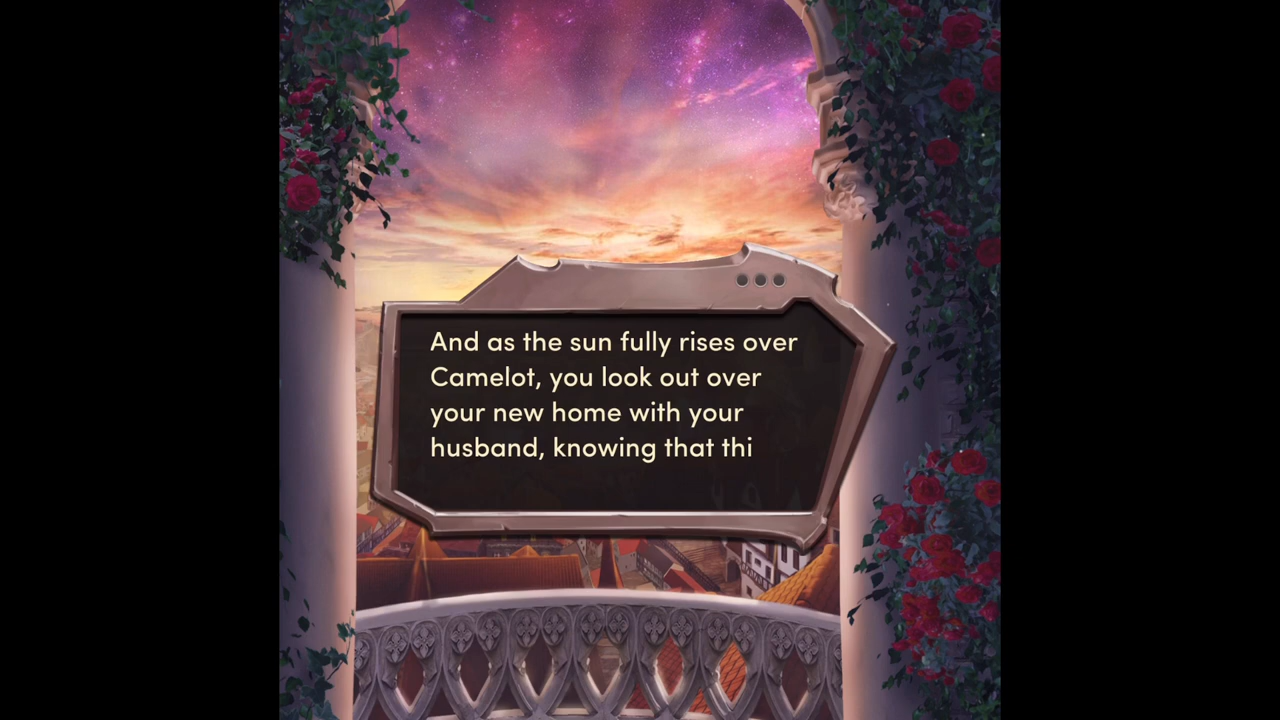 And as the sun fully rises over
Camelot, you look out over
your new home with your
husband, knowing that thi